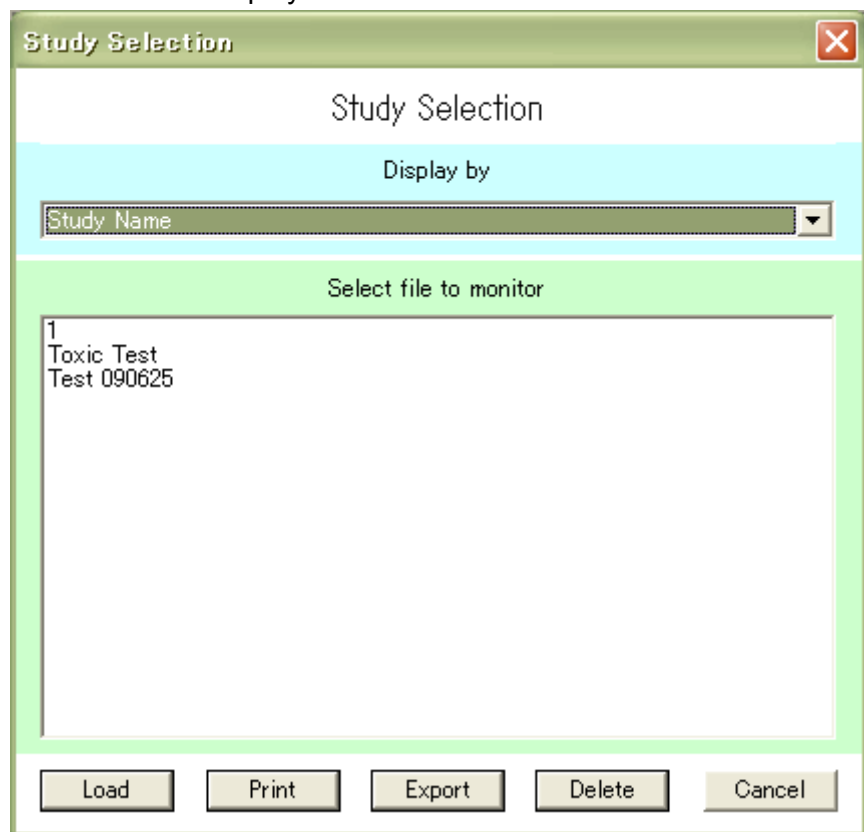 Study Selection
Study Selection
Display by
Study Name
Select file to monitor
1
Toxic Test
Test 090625
Load Print Export Delete Cancel